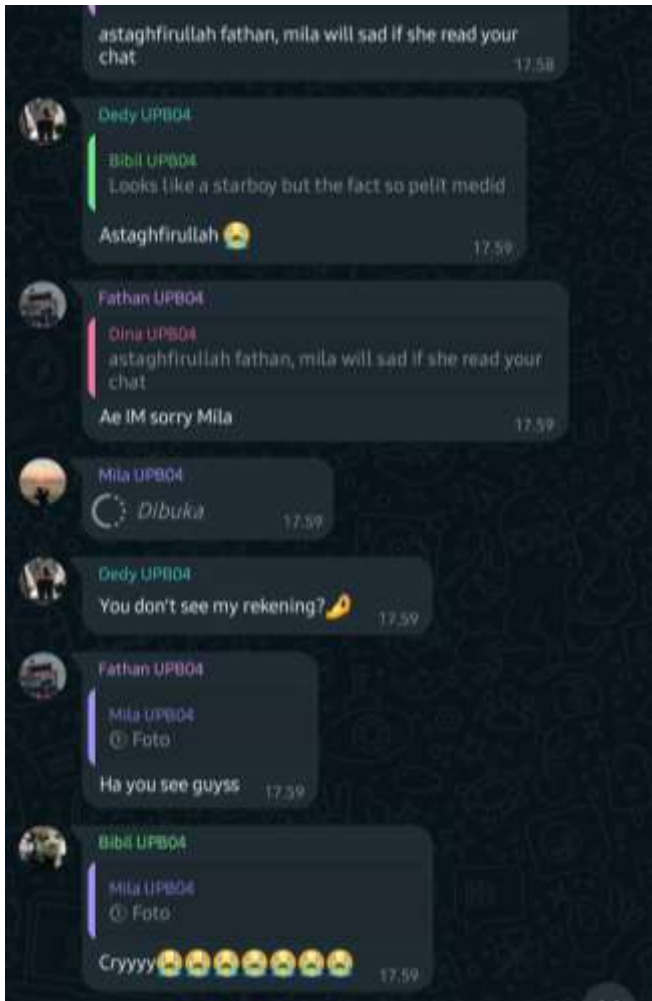 astaghfirullah fathan, mila will sad if she read your
chat
17.58
Dedy UPB04
Bibil UPB04
Looks like a starboy but the fact so pelit medid
Astaghfirullah 😭
17.59
Fathan UPB04
Dina UPB04
astaghfirullah fathan, mila will sad if she read your
chat
Ae IM sorry Mila
17.59
Mila UPB04
Dibuka
17.59
Dedy UPB04
You don't see my rekening?🫴
17.59
Fathan UPB04
Mila UPB04
Foto
Ha you see guyss
17.59
Bibil UPB04
Mila UPB04
Foto
Cryyyy😭😭😭😭😭😭😭
17.59